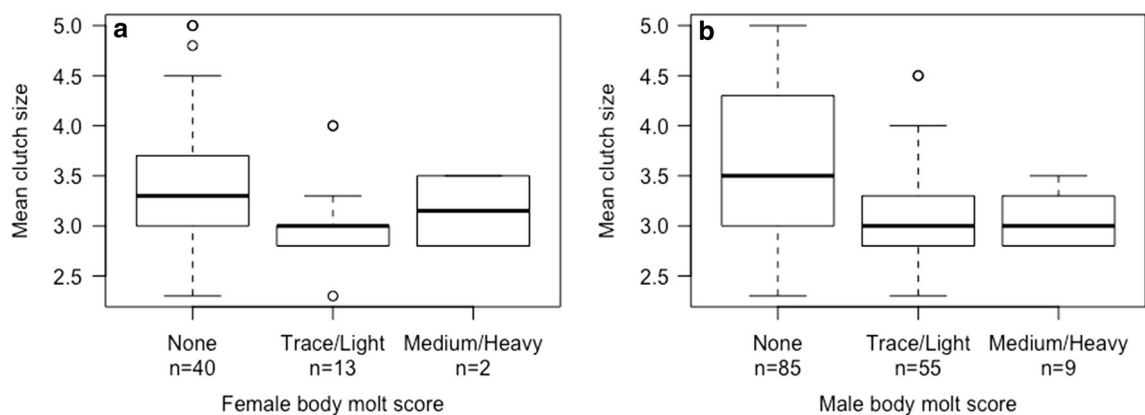 a
5.0
4.5
4.0
3.5
3.0
2.5
Mean clutch size
None Trace/Light Medium/Heavy
n=40 n=13 n=2
Female body molt score
b
5.0
4.5
4.0
3.5
3.0
2.5
Mean clutch size
None Trace/Light Medium/Heavy
n=85 n=55 n=9
Male body molt score